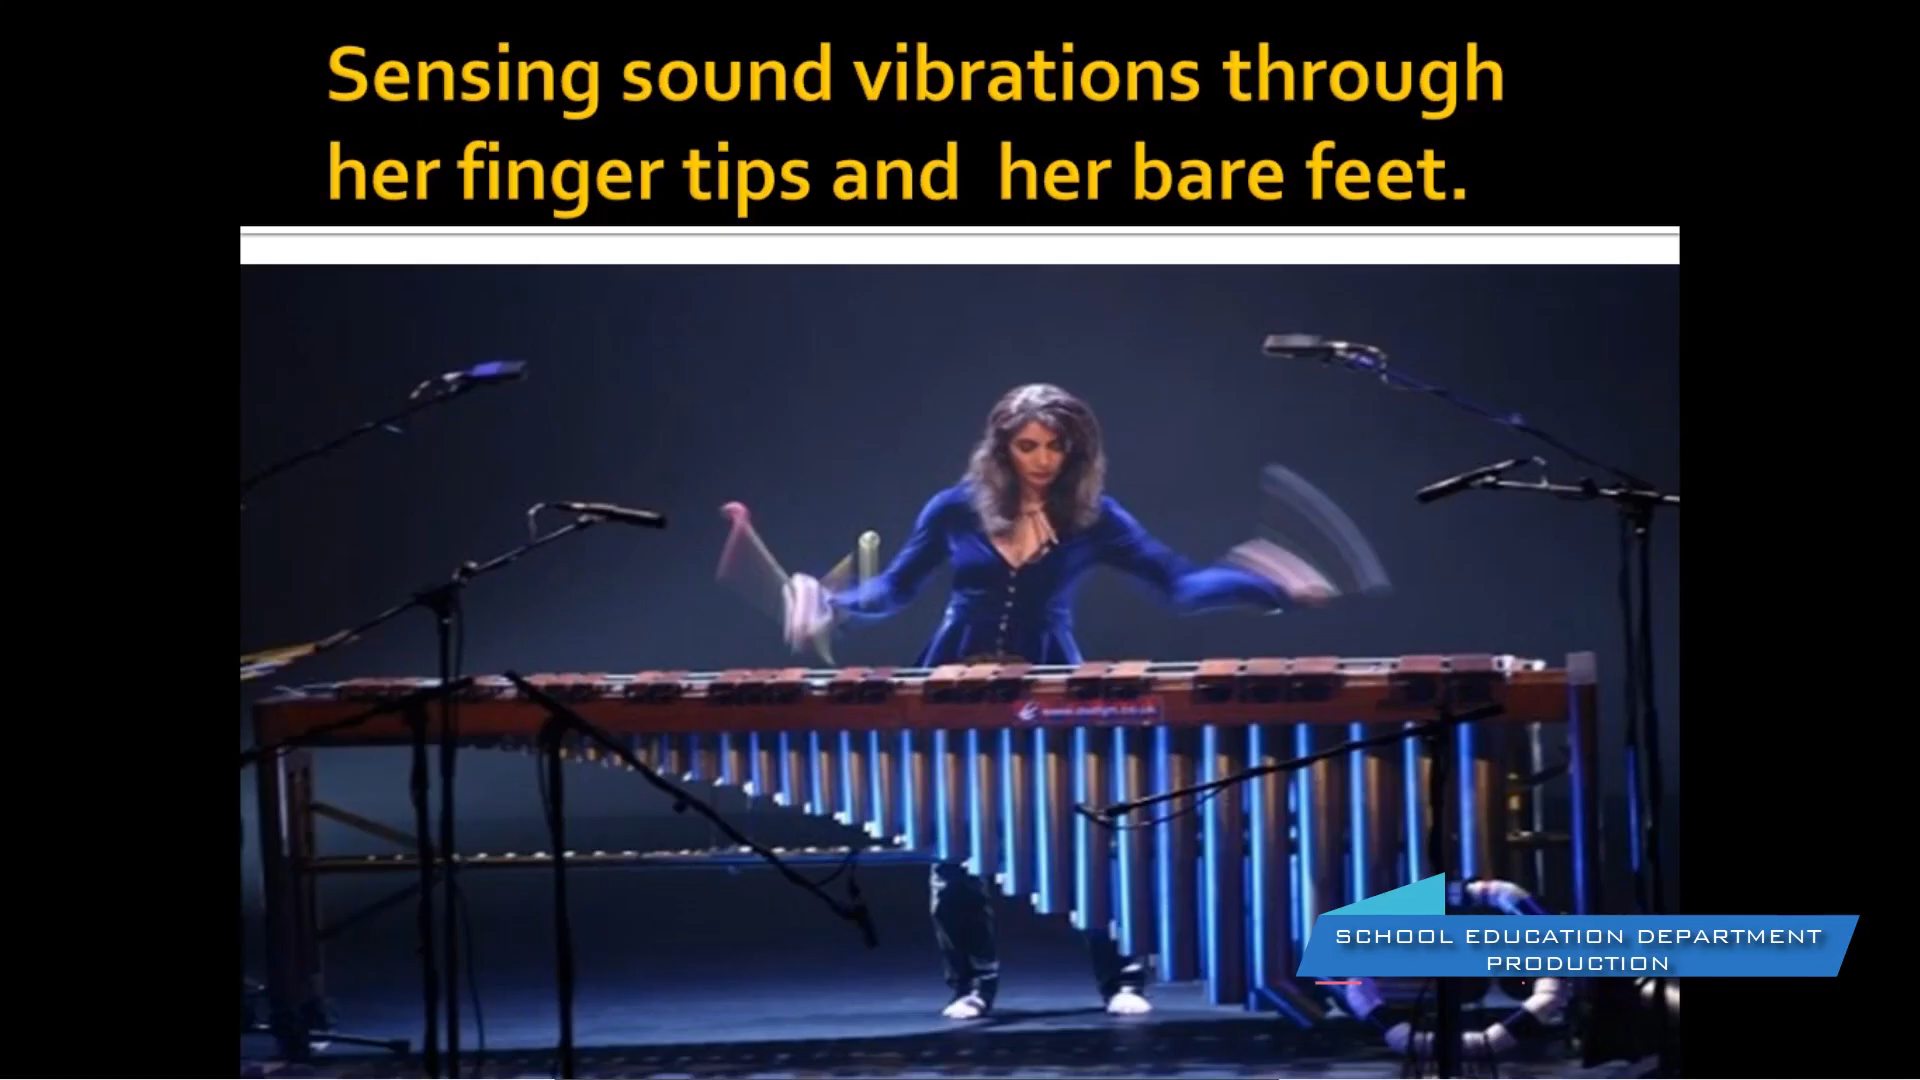 Sensing sound vibrations through
her finger tips and her bare feet.
SCHOOL EDUCATION DEPARTMENT
PRODUCTION